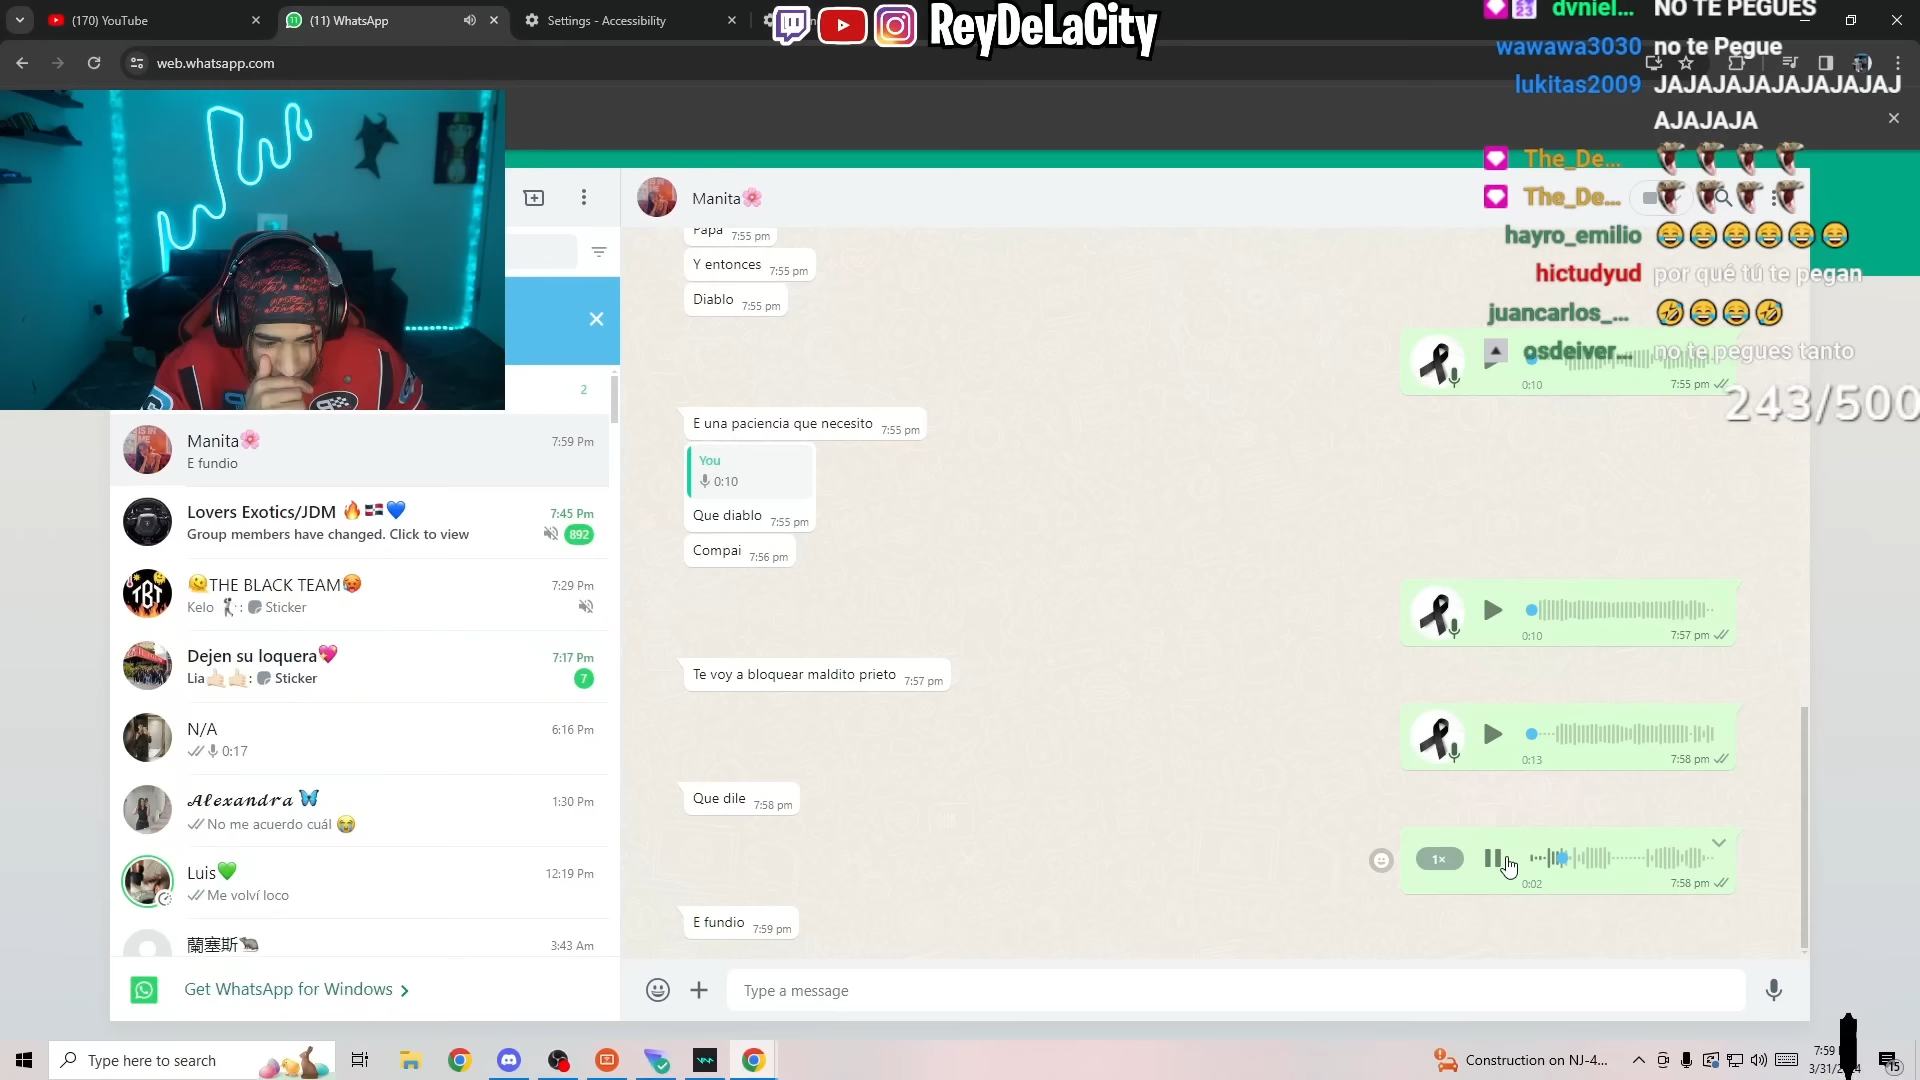 (170) YouTube
(11) WhatsApp
Settings - Accessibility
ReyDeLaCity
web.whatsapp.com
dvniel... NO TE PEGUES
wawawa3030 no te Pegue
lukitas2009 JAJAJAJAJAJAJAJAJ
AJAJAJA
The_De...
The_De...
hayro_emilio 😂😂😂😂😂😂
hictudyud por qué tú te pegan
juancarlos_... 🤣😂😂🤣
osdeiver... no te pegues tanto
243/500
2
Manita🌸 7:59 Pm
E fundio
Lovers Exotics/JDM 🔥🇩🇴💙 7:45 Pm
Group members have changed. Click to view 892
🫠THE BLACK TEAM🥵 7:29 Pm
Kelo : Sticker
Dejen su loquera💖 7:17 Pm
Lia🤙🏻🤙🏻: Sticker 7
N/A 6:16 Pm
0:17
𝓐𝓵𝓮𝔁𝓪𝓷𝓭𝓻𝓪 🦋 1:30 Pm
No me acuerdo cuál 😭
Luis💚 12:19 Pm
Me volví loco
蘭塞斯🐀 3:43 Am
Get WhatsApp for Windows
Manita🌸
Papa 7:55 pm
Y entonces 7:55 pm
Diablo 7:55 pm
0:10 7:55 pm
E una paciencia que necesito 7:55 pm
You
0:10
Que diablo 7:55 pm
Compai 7:56 pm
0:10 7:57 pm
Te voy a bloquear maldito prieto 7:57 pm
0:13 7:58 pm
Que dile 7:58 pm
1×
0:02 7:58 pm
E fundio 7:59 pm
Type a message
Type here to search
Construction on NJ-4...
7:59
15